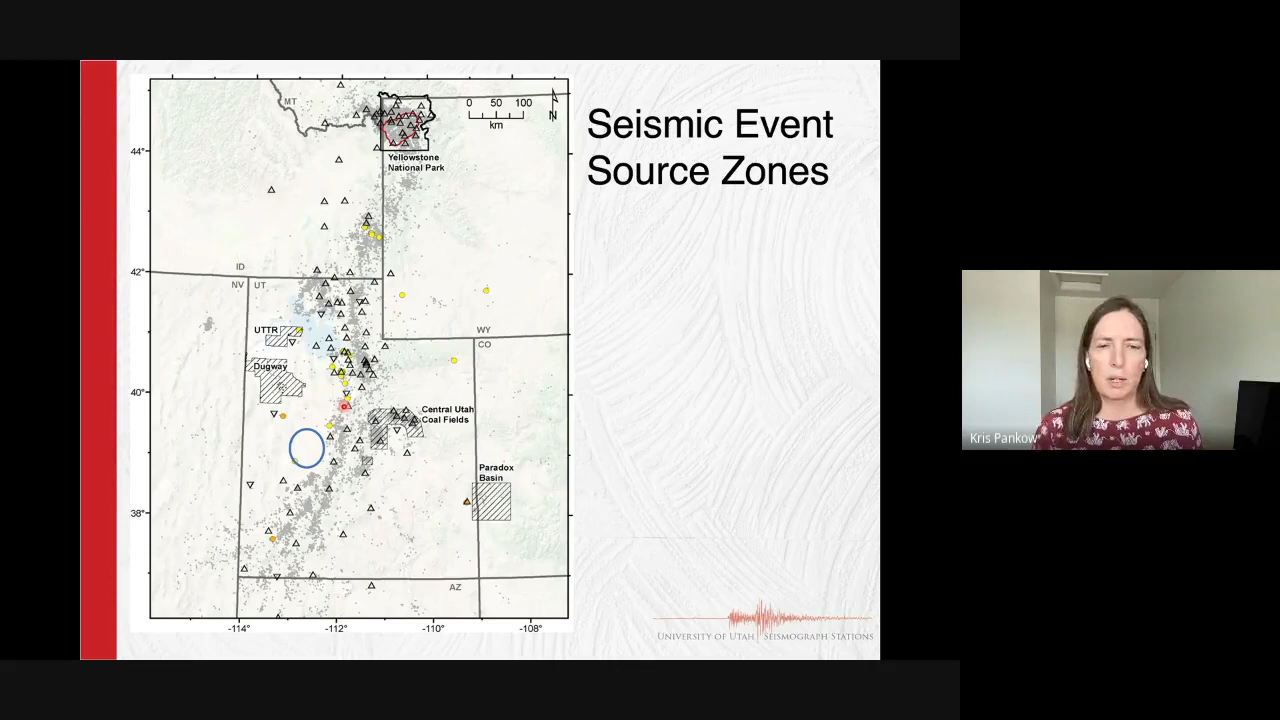 Seismic Event
Source Zones
MT
0 50 100
km
N
Yellowstone
National Park
44°
42°
40°
38°
ID
NV
UT
WY
CO
AZ
UTTR
Dugway
Central Utah
Coal Fields
Paradox
Basin
-114°
-112°
-110°
-108°
UNIVERSITY OF UTAH SEISMOGRAPH STATIONS
Kris Pankow